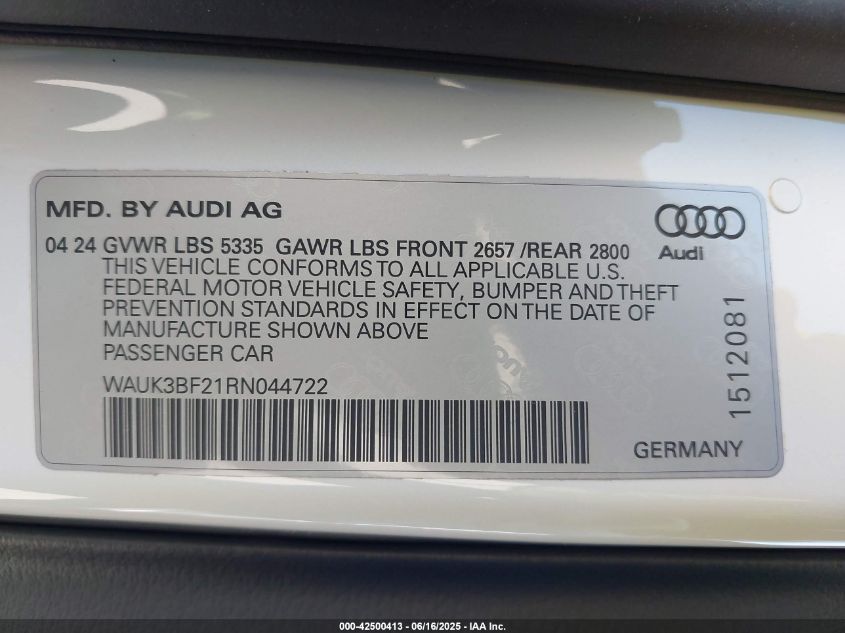 MFD. BY AUDI AG
04 24 GVWR LBS 5335 GAWR LBS FRONT 2657 /REAR 2800
THIS VEHICLE CONFORMS TO ALL APPLICABLE U.S.
FEDERAL MOTOR VEHICLE SAFETY, BUMPER AND THEFT
PREVENTION STANDARDS IN EFFECT ON THE DATE OF
MANUFACTURE SHOWN ABOVE
PASSENGER CAR
WAUK3BF21RN044722
Audi
1512081
GERMANY
000-42500413 - 06/16/2025 - IAA Inc.